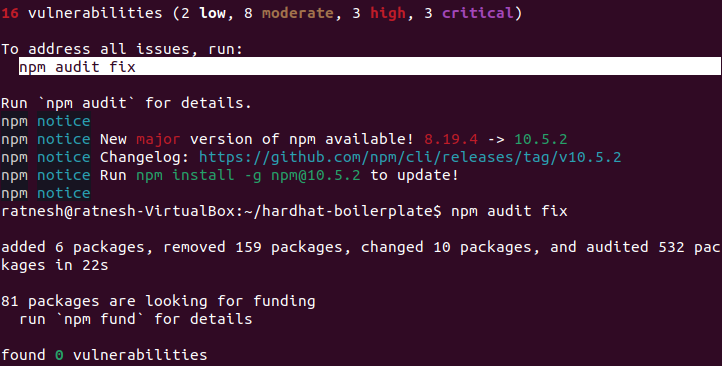 16 vulnerabilities (2 low, 8 moderate, 3 high, 3 critical)
To address all issues, run:
npm audit fix
Run `npm audit` for details.
npm notice
npm notice New major version of npm available! 8.19.4 -> 10.5.2
npm notice Changelog: https://github.com/npm/cli/releases/tag/v10.5.2
npm notice Run npm install -g npm@10.5.2 to update!
npm notice
ratnesh@ratnesh-VirtualBox:~/hardhat-boilerplate$ npm audit fix
added 6 packages, removed 159 packages, changed 10 packages, and audited 532 pac
kages in 22s
81 packages are looking for funding
run `npm fund` for details
found 0 vulnerabilities